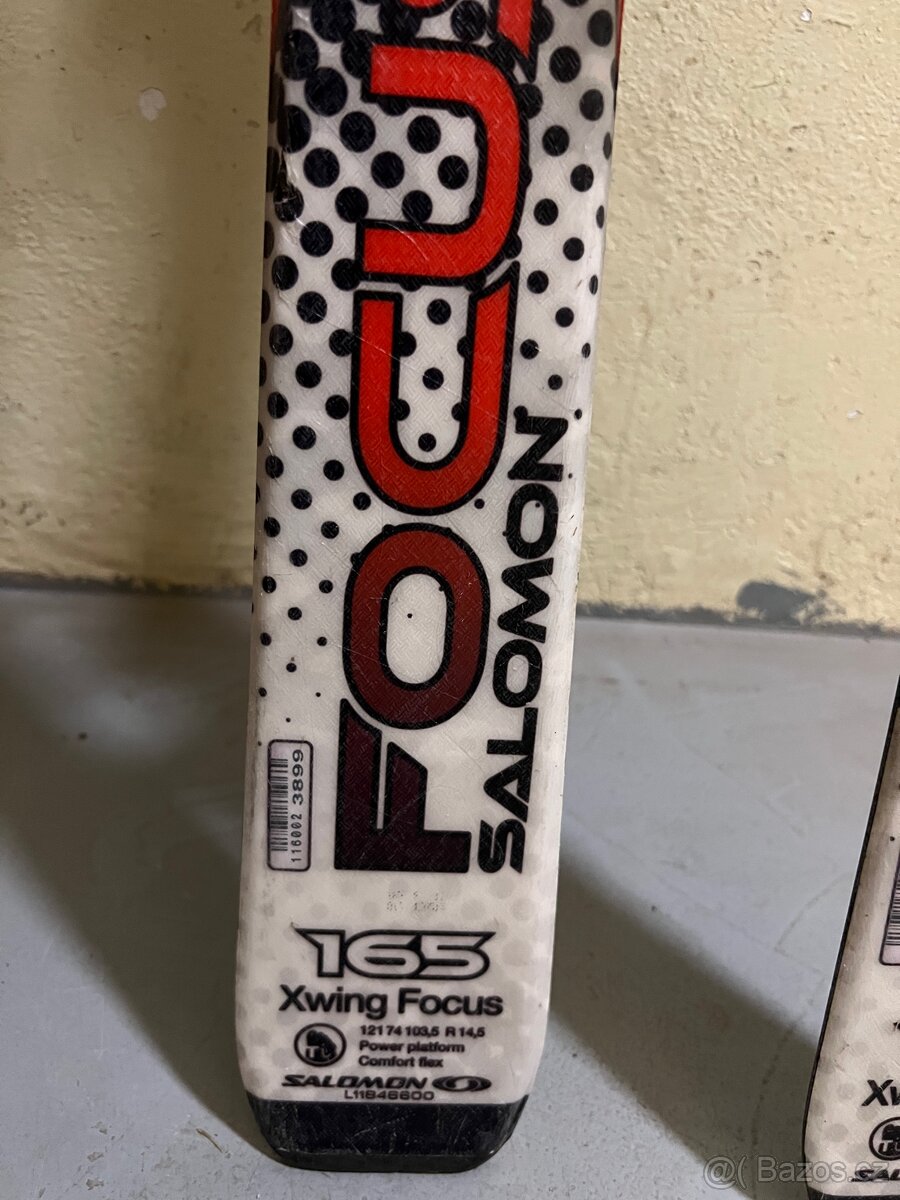 FOCUS
SALOMON
116002 3899
165
Xwing Focus
121 74 103,5 R 14,5
Power platform
Comfort flex
SALOMON
L11846600
Xw
@( Bazos.cz